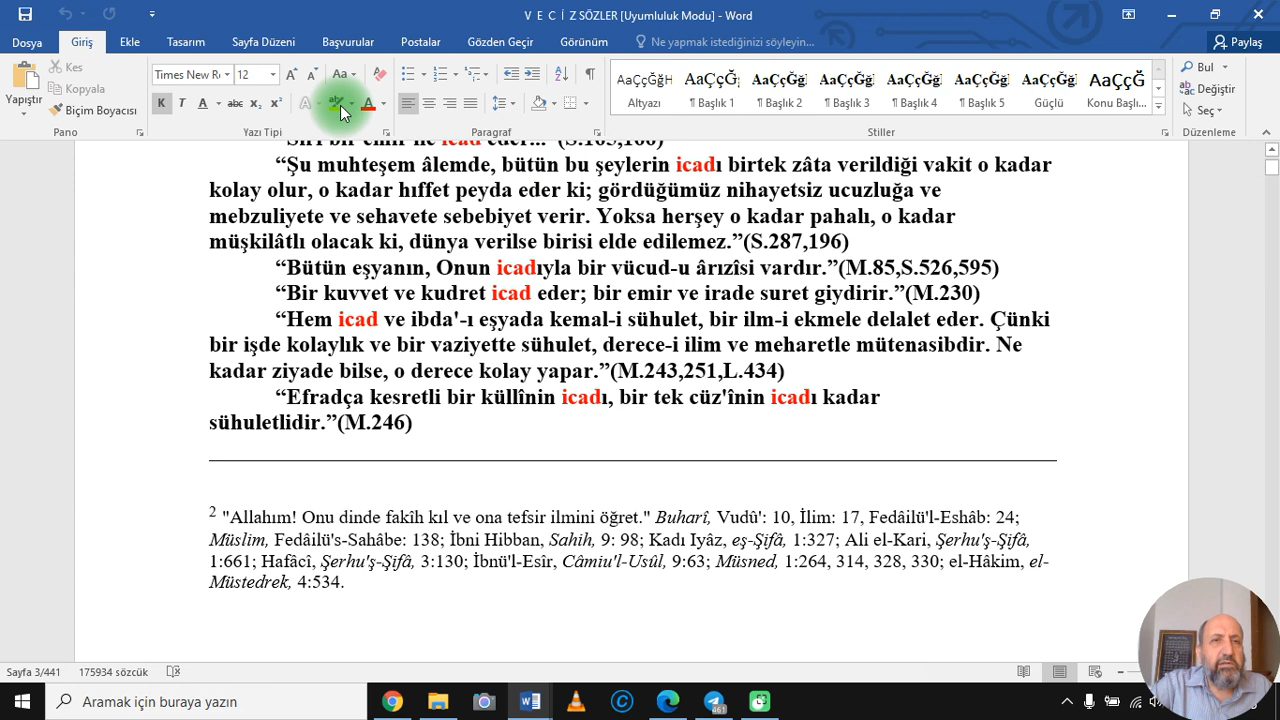 V E C İ Z SÖZLER [Uyumluluk Modu] - Word
Dosya Giriş Ekle Tasarım Sayfa Düzeni Başvurular Postalar Gözden Geçir Görünüm Ne yapmak istediğinizi söyleyin... Paylaş
Yapıştır
Kes
Kopyala
Biçim Boyacısı
Pano
Times New R 12
Aa
K T A abc x₂ x² A aby A
Yazı Tipi
Paragraf
AaÇçĞğH AaÇçĞ AaÇçĞğ AaÇçĞğ AaÇçĞğ AaÇçĞğ AaÇçĞğ AaÇçĞ
Altyazı ¶ Başlık 1 ¶ Başlık 2 ¶ Başlık 3 ¶ Başlık 4 ¶ Başlık 5 Güçlü Konu Başlı...
Stiller
Bul
Değiştir
Seç
Düzenleme
“Şu muhteşem âlemde, bütün bu şeylerin icadı birtek zâta verildiği vakit o kadar
kolay olur, o kadar hıffet peyda eder ki; gördüğümüz nihayetsiz ucuzluğa ve
mebzuliyete ve sehavete sebebiyet verir. Yoksa herşey o kadar pahalı, o kadar
müşkilâtlı olacak ki, dünya verilse birisi elde edilemez.”(S.287,196)
“Bütün eşyanın, Onun icadıyla bir vücud-u ârızîsi vardır.”(M.85,S.526,595)
“Bir kuvvet ve kudret icad eder; bir emir ve irade suret giydirir.”(M.230)
“Hem icad ve ibda'-ı eşyada kemal-i sühulet, bir ilm-i ekmele delalet eder. Çünki
bir işde kolaylık ve bir vaziyette sühulet, derece-i ilim ve meharetle mütenasibdir. Ne
kadar ziyade bilse, o derece kolay yapar.”(M.243,251,L.434)
“Efradça kesretli bir küllînin icadı, bir tek cüz'înin icadı kadar
sühuletlidir.”(M.246)
2 "Allahım! Onu dinde fakîh kıl ve ona tefsir ilmini öğret." Buharî, Vudû': 10, İlim: 17, Fedâilü'l-Eshâb: 24;
Müslim, Fedâilü's-Sahâbe: 138; İbni Hibban, Sahih, 9: 98; Kadı Iyâz, eş-Şifâ, 1:327; Ali el-Kari, Şerhu'ş-Şifâ,
1:661; Hafâcî, Şerhu'ş-Şifâ, 3:130; İbnü'l-Esîr, Câmiu'l-Usûl, 9:63; Müsned, 1:264, 314, 328, 330; el-Hâkim, el-
Müstedrek, 4:534.
Sayfa 3/441 175934 sözcük
Aramak için buraya yazın
461